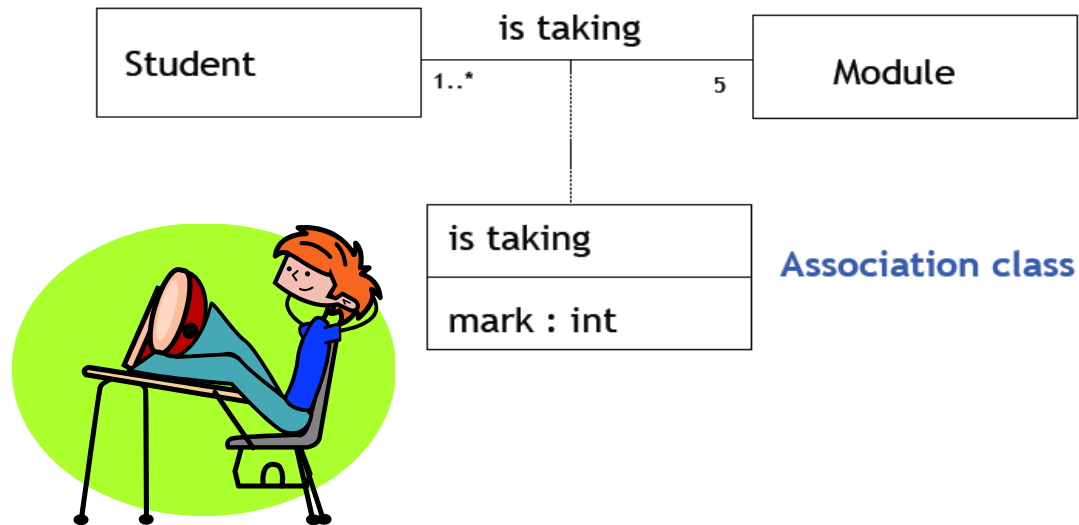 is taking
Student
1..*
5
Module
is taking
mark : int
Association class